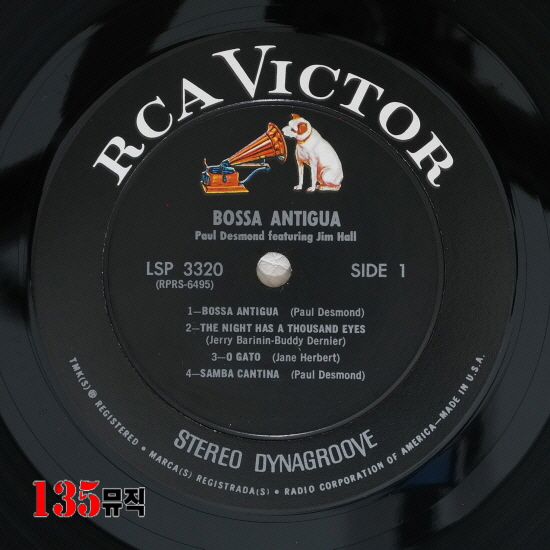 RCA VICTOR
BOSSA ANTIGUA
Paul Desmond featuring Jim Hall
LSP 3320
(RPRS-6495)
SIDE 1
1—BOSSA ANTIGUA (Paul Desmond)
2—THE NIGHT HAS A THOUSAND EYES
(Jerry Barinin-Buddy Dernier)
3—O GATO (Jane Herbert)
4—SAMBA CANTINA (Paul Desmond)
STEREO DYNAGROOVE
TMK(S) ® REGISTERED • MARCA(S) REGISTRADA(S) • RADIO CORPORATION OF AMERICA—MADE IN U.S.A.
135뮤직